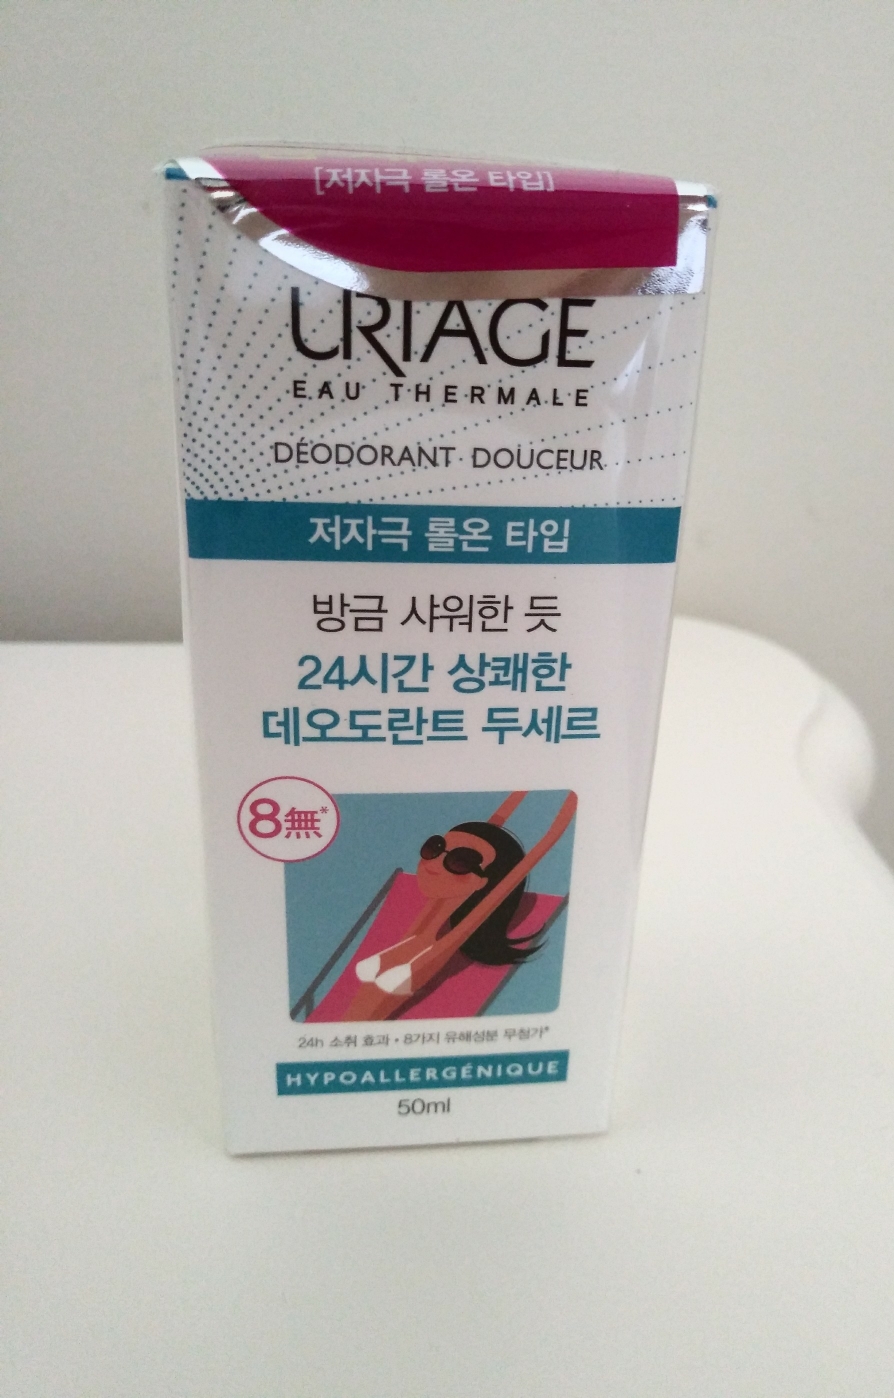 [저자극 롤온 타입]
URIAGE
EAU THERMALE
DÉODORANT DOUCEUR
저자극 롤온 타입
방금 샤워한 듯
24시간 상쾌한
데오도란트 두세르
8無*
24h 소취 효과 • 8가지 유해성분 무첨가*
HYPOALLERGÉNIQUE
50ml